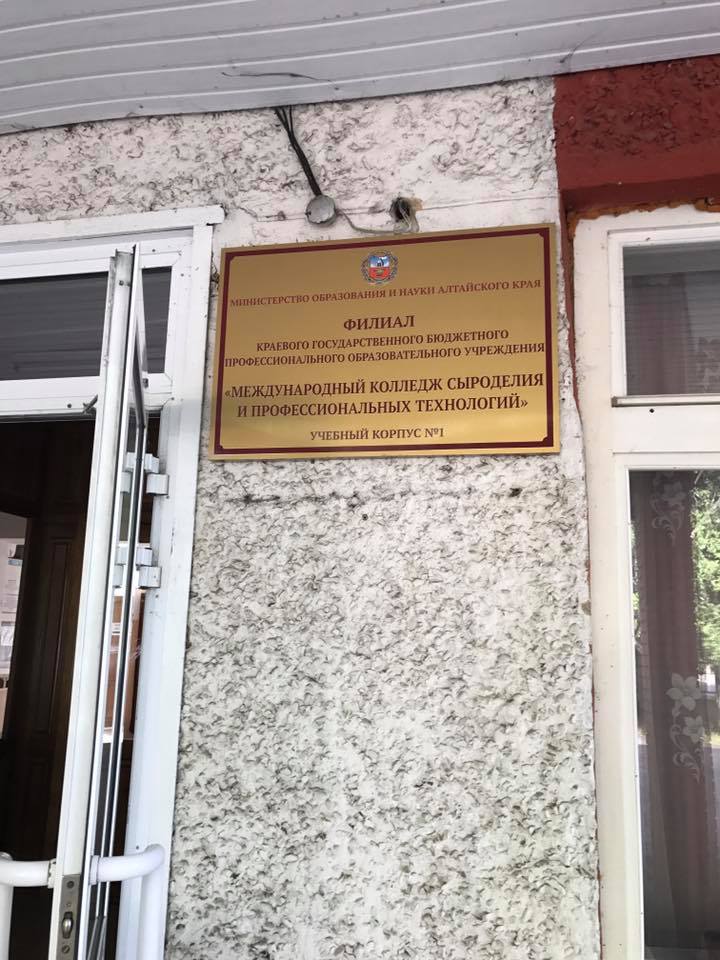 МИНИСТЕРСТВО ОБРАЗОВАНИЯ И НАУКИ АЛТАЙСКОГО КРАЯ
ФИЛИАЛ
КРАЕВОГО ГОСУДАРСТВЕННОГО БЮДЖЕТНОГО
ПРОФЕССИОНАЛЬНОГО ОБРАЗОВАТЕЛЬНОГО УЧРЕЖДЕНИЯ
«МЕЖДУНАРОДНЫЙ КОЛЛЕДЖ СЫРОДЕЛИЯ
И ПРОФЕССИОНАЛЬНЫХ ТЕХНОЛОГИЙ»
УЧЕБНЫЙ КОРПУС №1